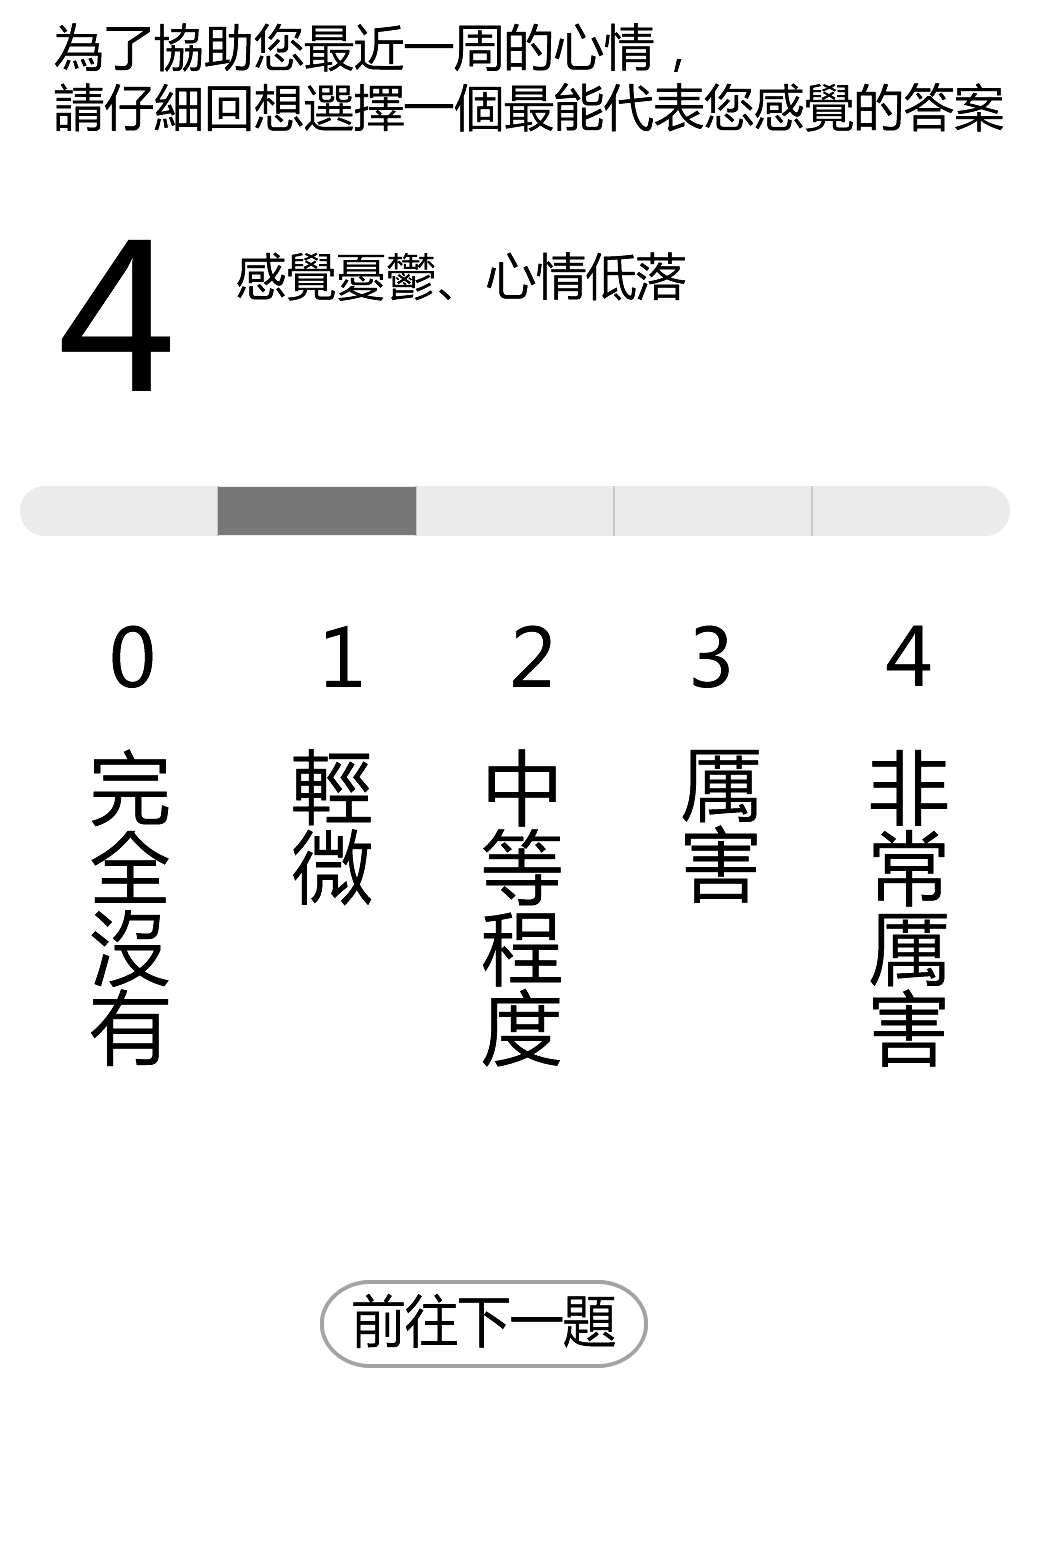 為了協助您最近一周的心情，
請仔細回想選擇一個最能代表您感覺的答案
4
感覺憂鬱、心情低落
0 1 2 3 4
完全沒有
輕微
中等程度
厲害
非常厲害
前往下一題